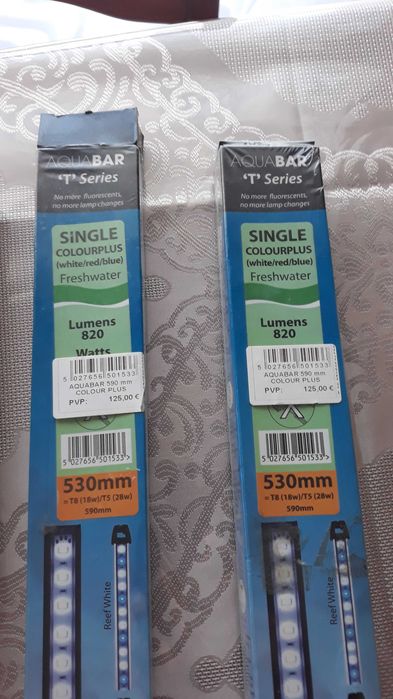 AQUABAR
'T' Series
No more fluorescents,
no more lamp changes
SiNGLE
COLOURPLUS
(white/red/blue)
Freshwater
Lumens
820
Watts
5 027656 501533
AQUABAR 590 mm
COLOUR PLUS
PVP: 125,00 €
5 027656 501533
530mm
= T8 (18w)/T5 (28w)
590mm
Reef White
AQUABAR
'T' Series
No more fluorescents,
no more lamp changes
SINGLE
COLOURPLUS
(white/red/blue)
Freshwater
Lumens
820
5 027656 501533
AQUABAR 590 mm
COLOUR PLUS
PVP: 125,00 €
5 027656 501533
530mm
= T8 (18w)/T5 (28w)
590mm
Reef White